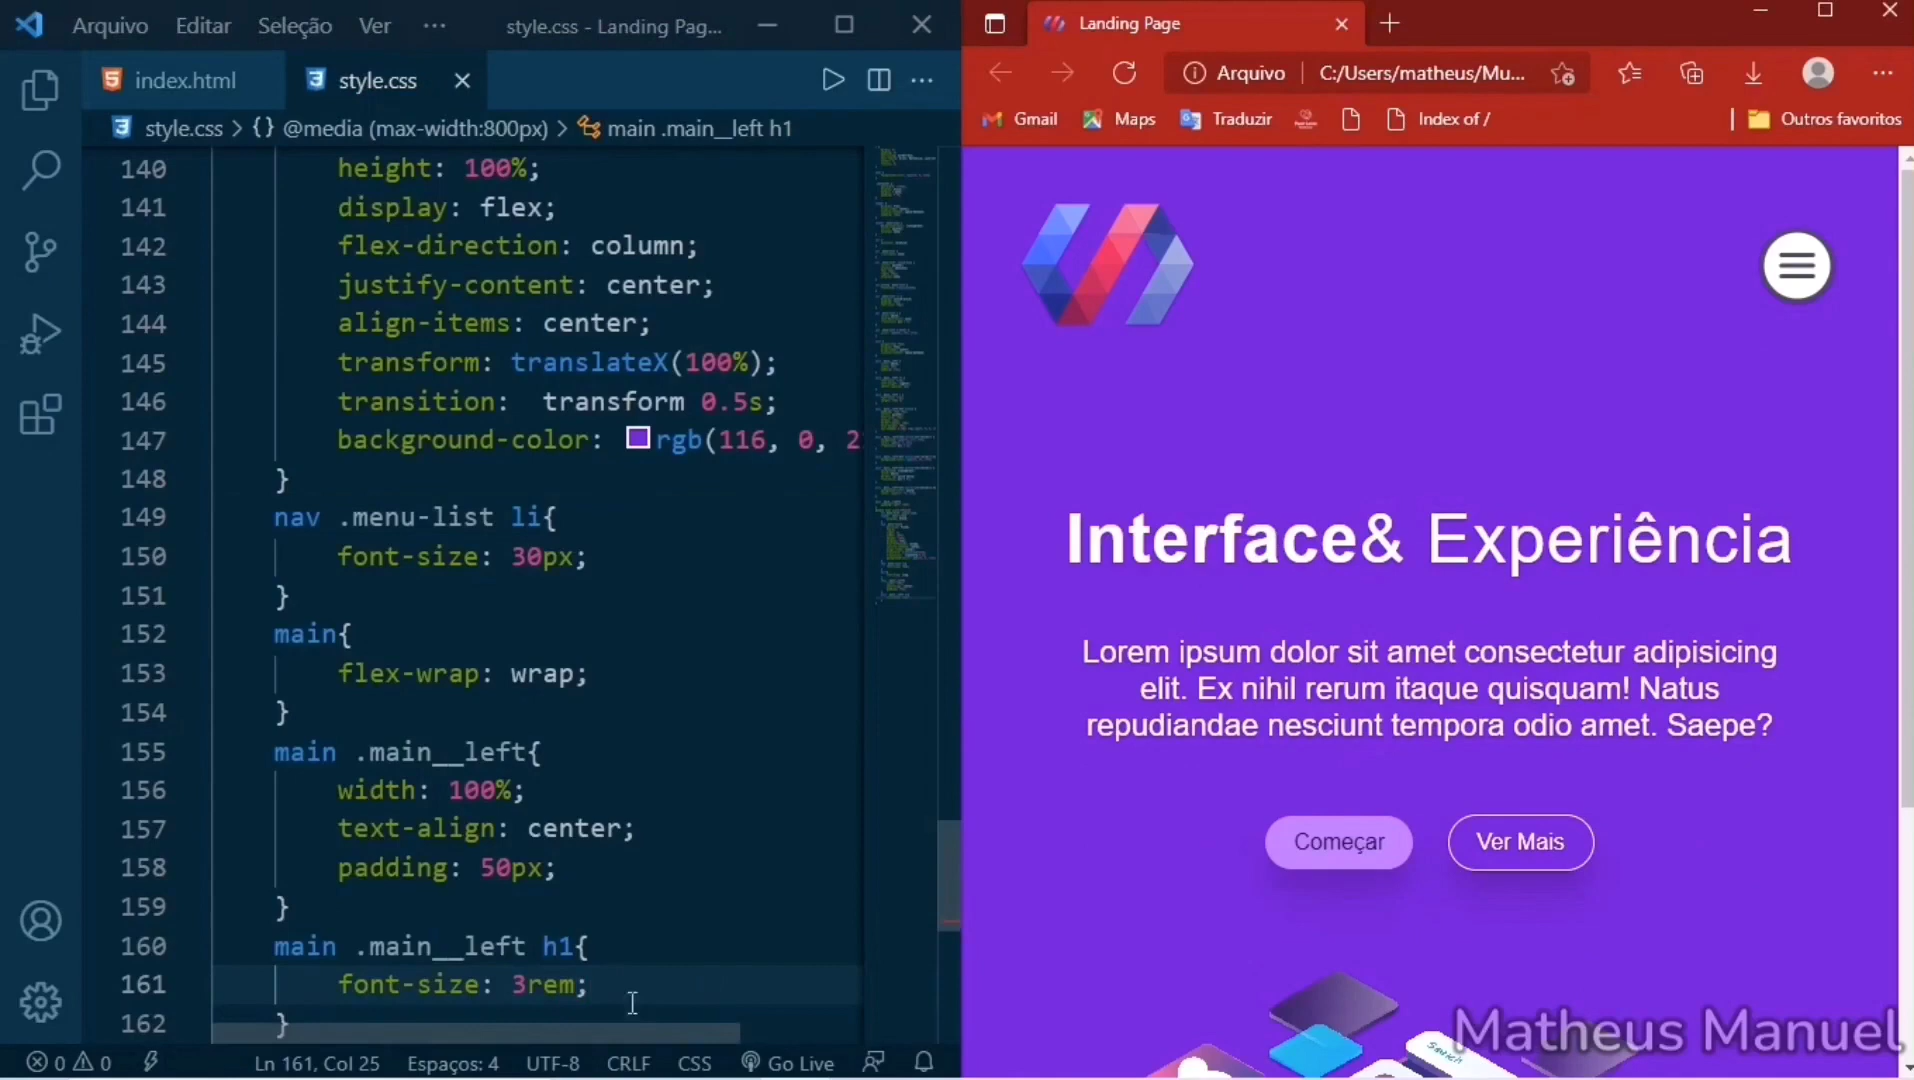 Arquivo Editar Seleção Ver ··· style.css - Landing Pag...
index.html style.css
style.css > {} @media (max-width:800px) > main .main__left h1
140 height: 100%;
141 display: flex;
142 flex-direction: column;
143 justify-content: center;
144 align-items: center;
145 transform: translateX(100%);
146 transition:  transform 0.5s;
147 background-color: rgb(116, 0, 2
148 }
149 nav .menu-list li{
150 font-size: 30px;
151 }
152 main{
153 flex-wrap: wrap;
154 }
155 main .main__left{
156 width: 100%;
157 text-align: center;
158 padding: 50px;
159 }
160 main .main__left h1{
161 font-size: 3rem;
162 }
0 0 Ln 161, Col 25 Espaços: 4 UTF-8 CRLF CSS Go Live
Landing Page
Arquivo | C:/Users/matheus/Mu...
Gmail Maps Traduzir Index of / Outros favoritos
Interface& Experiência
Lorem ipsum dolor sit amet consectetur adipisicing
elit. Ex nihil rerum itaque quisquam! Natus
repudiandae nesciunt tempora odio amet. Saepe?
Começar Ver Mais
Matheus Manuel